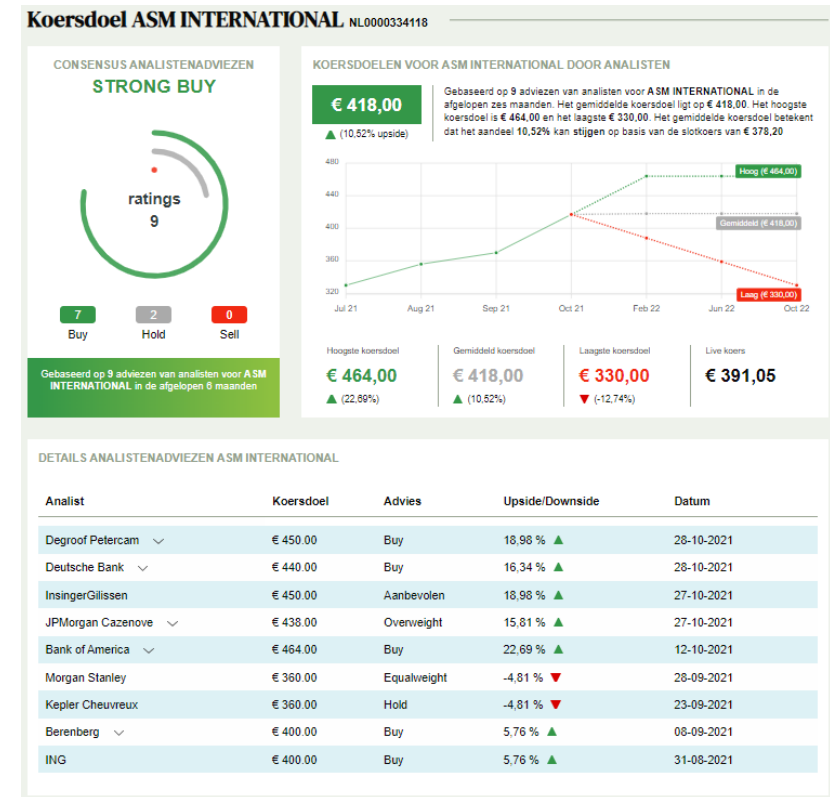 Koersdoel ASM INTERNATIONAL NL0000334118
CONSENSUS ANALISTENADVIEZEN
STRONG BUY
ratings
9
7 2 0
Buy Hold Sell
Gebaseerd op 9 adviezen van analisten voor ASM
INTERNATIONAL in de afgelopen 6 maanden
KOERSDOELEN VOOR ASM INTERNATIONAL DOOR ANALISTEN
€ 418,00
▲ (10,52% upside)
Gebaseerd op 9 adviezen van analisten voor ASM INTERNATIONAL in de
afgelopen zes maanden. Het gemiddelde koersdoel ligt op € 418,00. Het hoogste
koersdoel is € 464,00 en het laagste € 330,00. Het gemiddelde koersdoel betekent
dat het aandeel 10,52% kan stijgen op basis van de slotkoers van € 378,20
480
440
400
360
320
Hoog (€ 464,00)
Gemiddeld (€ 418,00)
Laag (€ 330,00)
Jul 21 Aug 21 Sep 21 Oct 21 Feb 22 Jun 22 Oct 22
Hoogste koersdoel Gemiddeld koersdoel Laagste koersdoel Live koers
€ 464,00 € 418,00 € 330,00 € 391,05
▲ (22,69%) ▲ (10,52%) ▼ (-12,74%)
DETAILS ANALISTENADVIEZEN ASM INTERNATIONAL
Analist Koersdoel Advies Upside/Downside Datum
Degroof Petercam € 450.00 Buy 18,98 % ▲ 28-10-2021
Deutsche Bank € 440.00 Buy 16,34 % ▲ 28-10-2021
InsingerGilissen € 450.00 Aanbevolen 18,98 % ▲ 27-10-2021
JPMorgan Cazenove € 438.00 Overweight 15,81 % ▲ 27-10-2021
Bank of America € 464.00 Buy 22,69 % ▲ 12-10-2021
Morgan Stanley € 360.00 Equalweight -4,81 % ▼ 28-09-2021
Kepler Cheuvreux € 360.00 Hold -4,81 % ▼ 23-09-2021
Berenberg € 400.00 Buy 5,76 % ▲ 08-09-2021
ING € 400.00 Buy 5,76 % ▲ 31-08-2021